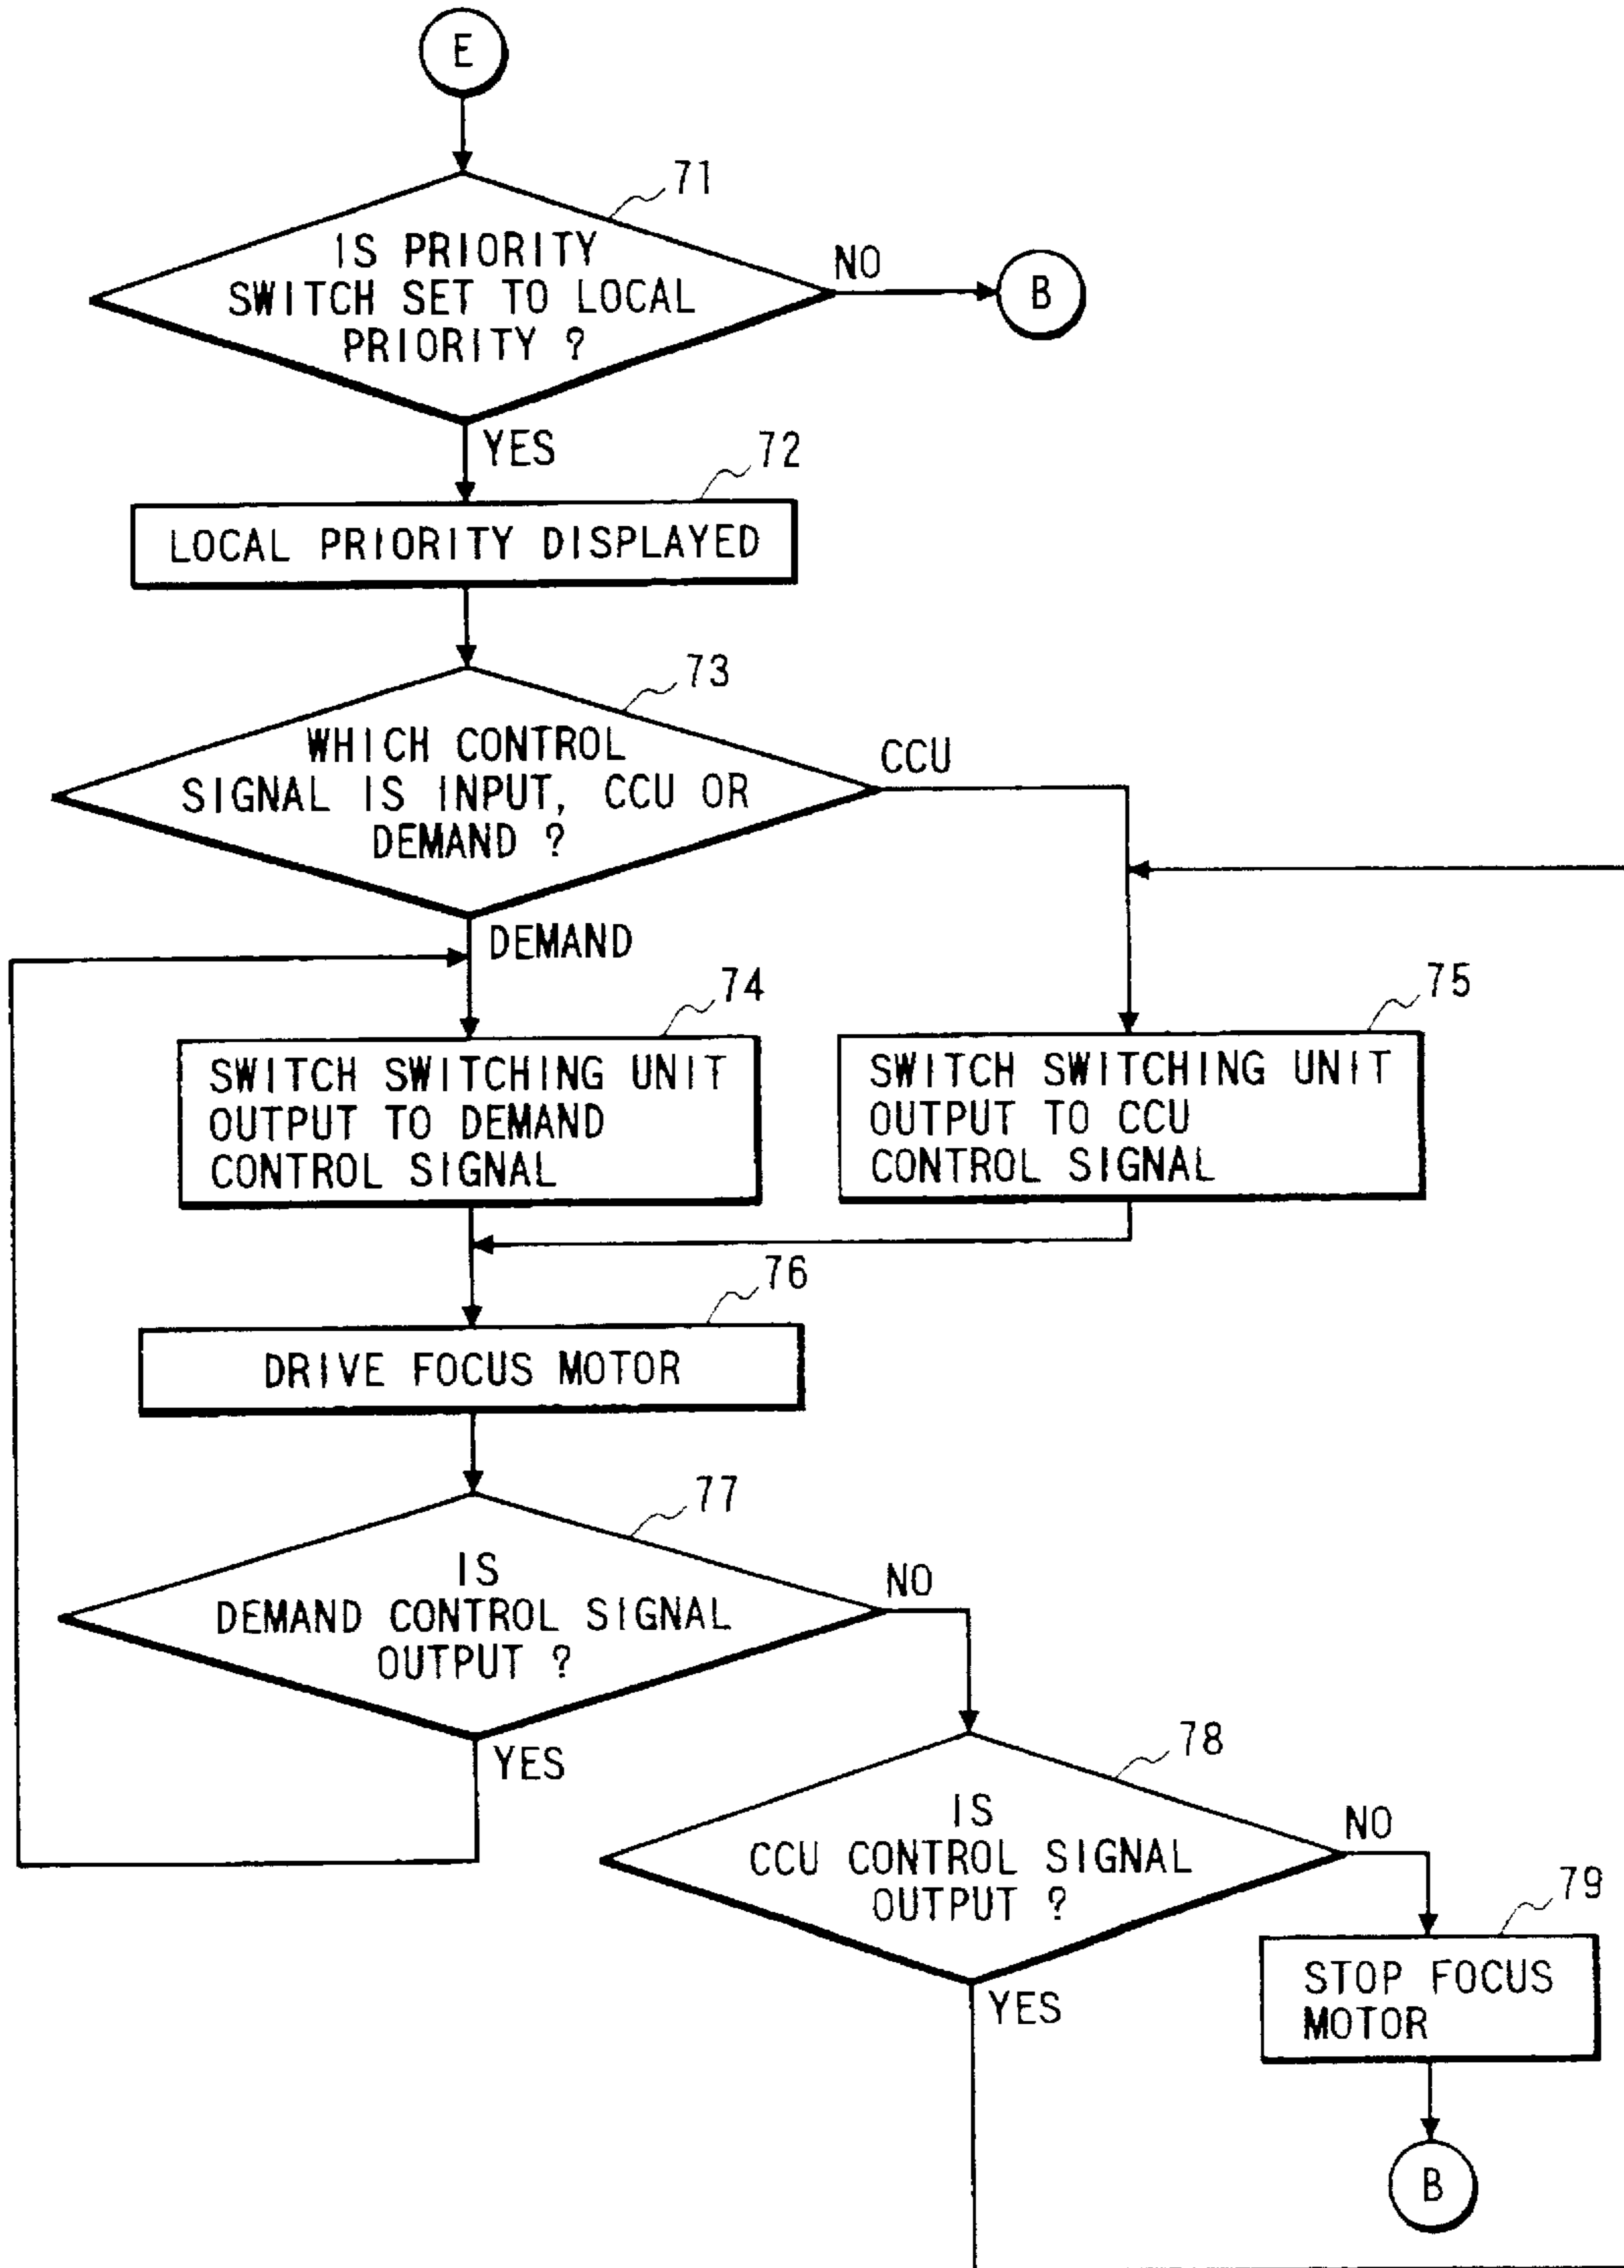 E
71
IS PRIORITY
SWITCH SET TO LOCAL
PRIORITY ?
NO
B
YES
72
LOCAL PRIORITY DISPLAYED
73
WHICH CONTROL
SIGNAL IS INPUT, CCU OR
DEMAND ?
CCU
DEMAND
74
SWITCH SWITCHING UNIT
OUTPUT TO DEMAND
CONTROL SIGNAL
75
SWITCH SWITCHING UNIT
OUTPUT TO CCU
CONTROL SIGNAL
76
DRIVE FOCUS MOTOR
77
IS
DEMAND CONTROL SIGNAL
OUTPUT ?
NO
YES
78
IS
CCU CONTROL SIGNAL
OUTPUT ?
NO
YES
79
STOP FOCUS
MOTOR
B